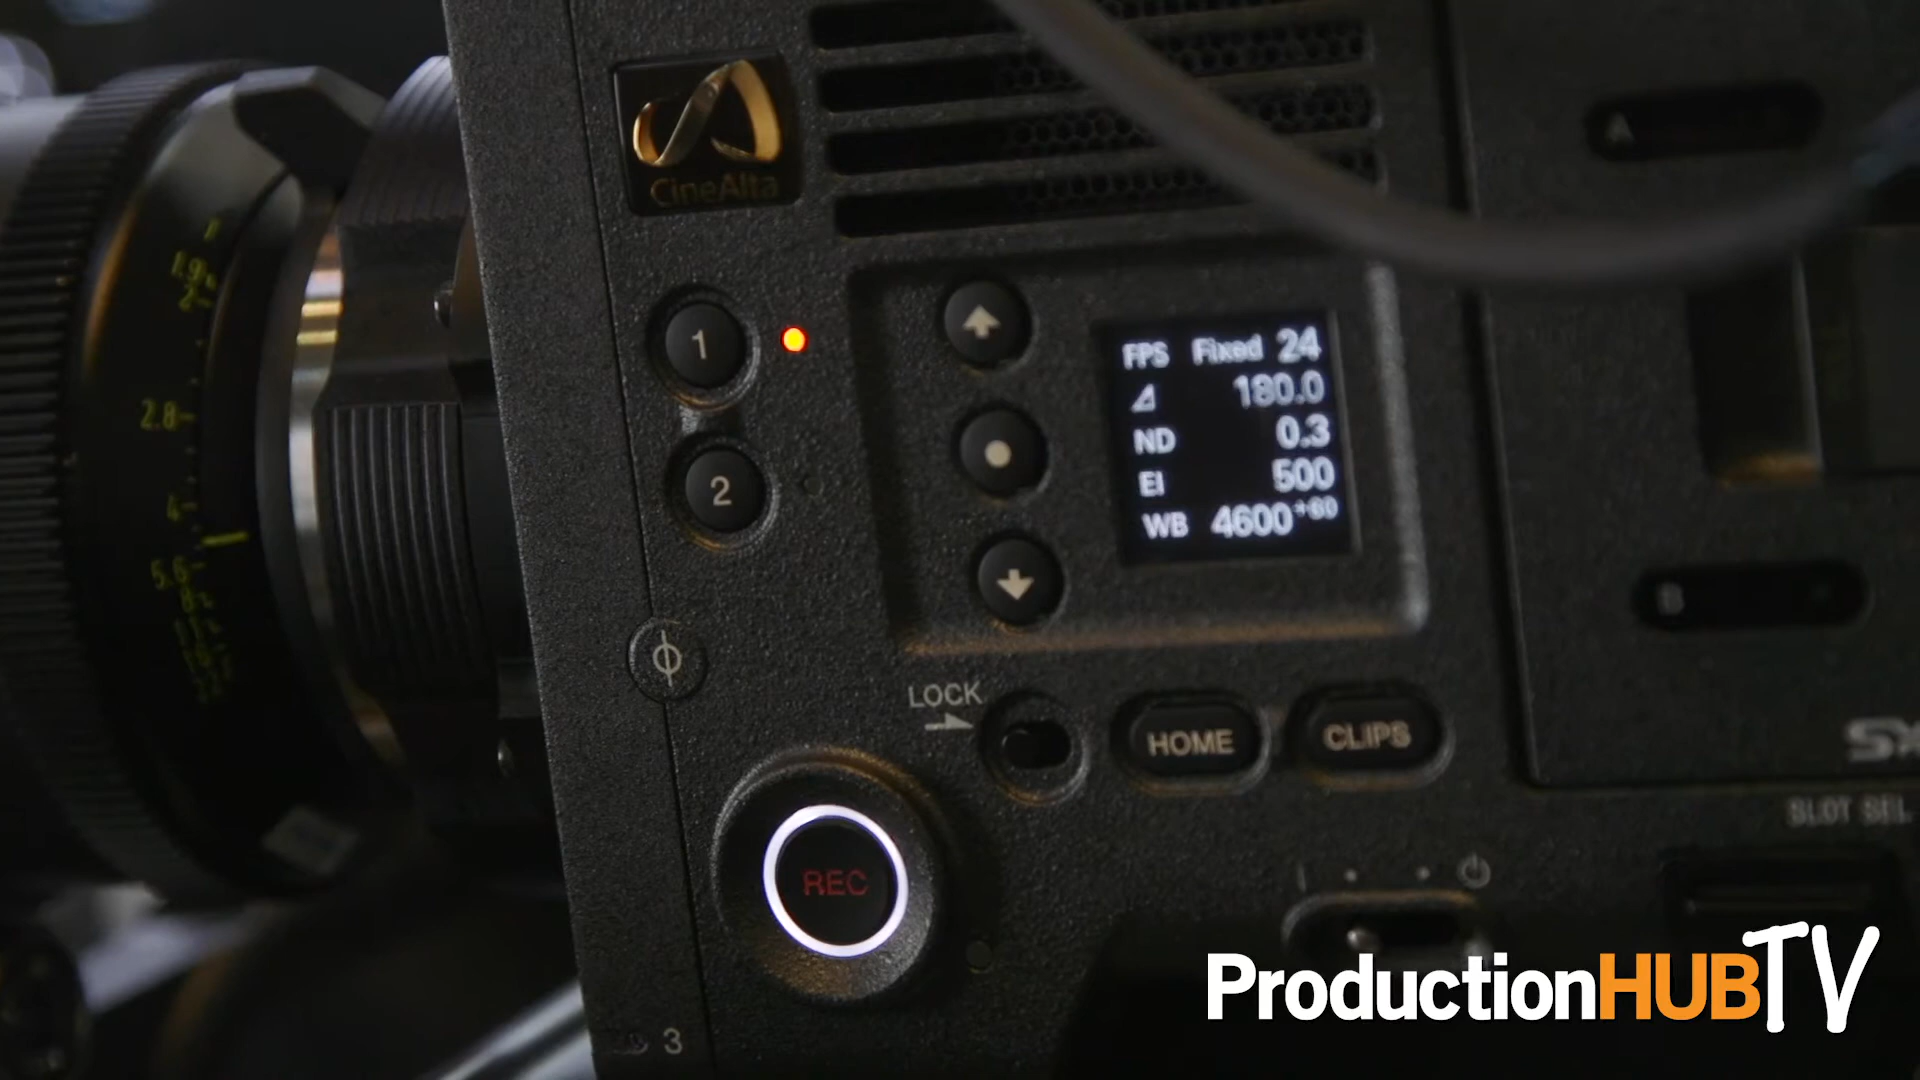 CineAlta
A
1
2
FPS Fixed 24
180.0
ND 0.3
EI 500
WB 4600+60
2.8
4
5.6
8
B
LOCK
HOME
CLIPS
SLOT SEL
REC
3
ProductionHUBTV